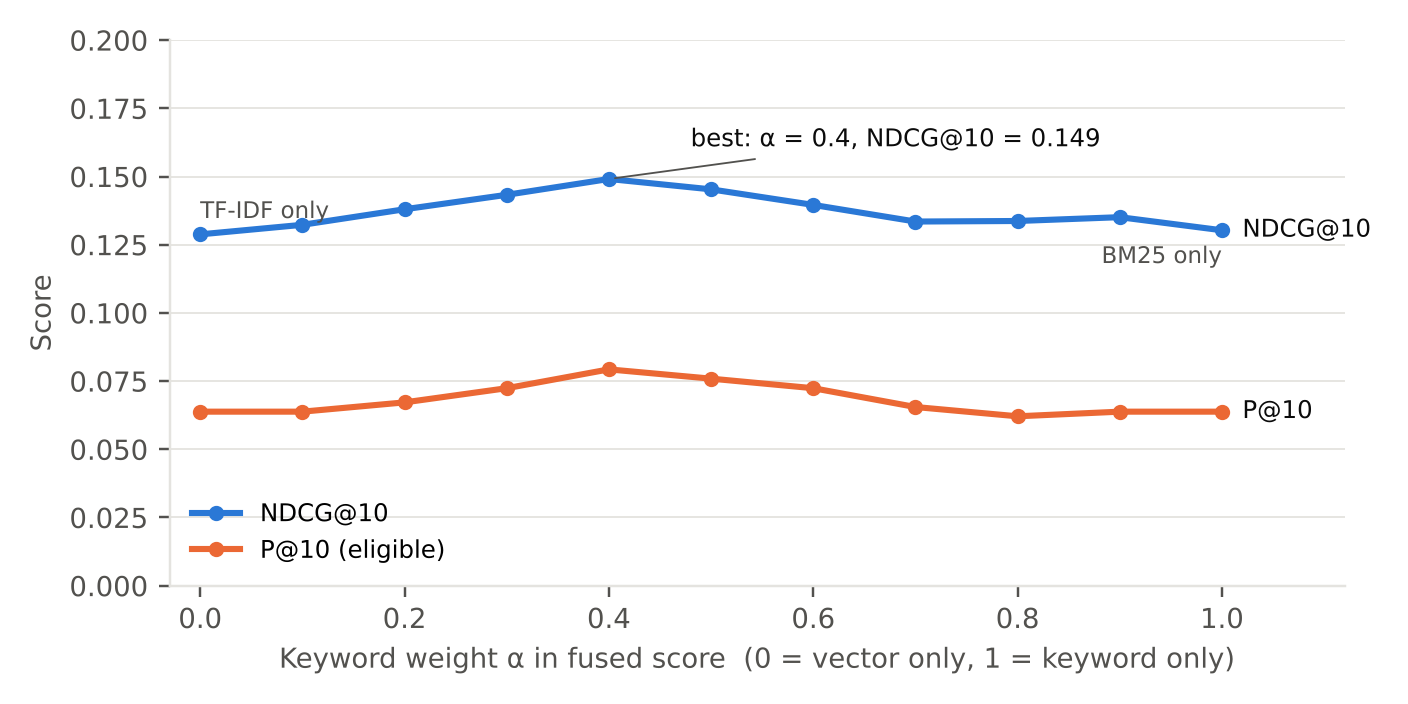 0.200
0.175
0.150
0.125
0.100
0.075
0.050
0.025
0.000
Score
best: α = 0.4, NDCG@10 = 0.149
TF-IDF only
NDCG@10
BM25 only
P@10
NDCG@10
P@10 (eligible)
0.0 0.2 0.4 0.6 0.8 1.0
Keyword weight α in fused score (0 = vector only, 1 = keyword only)